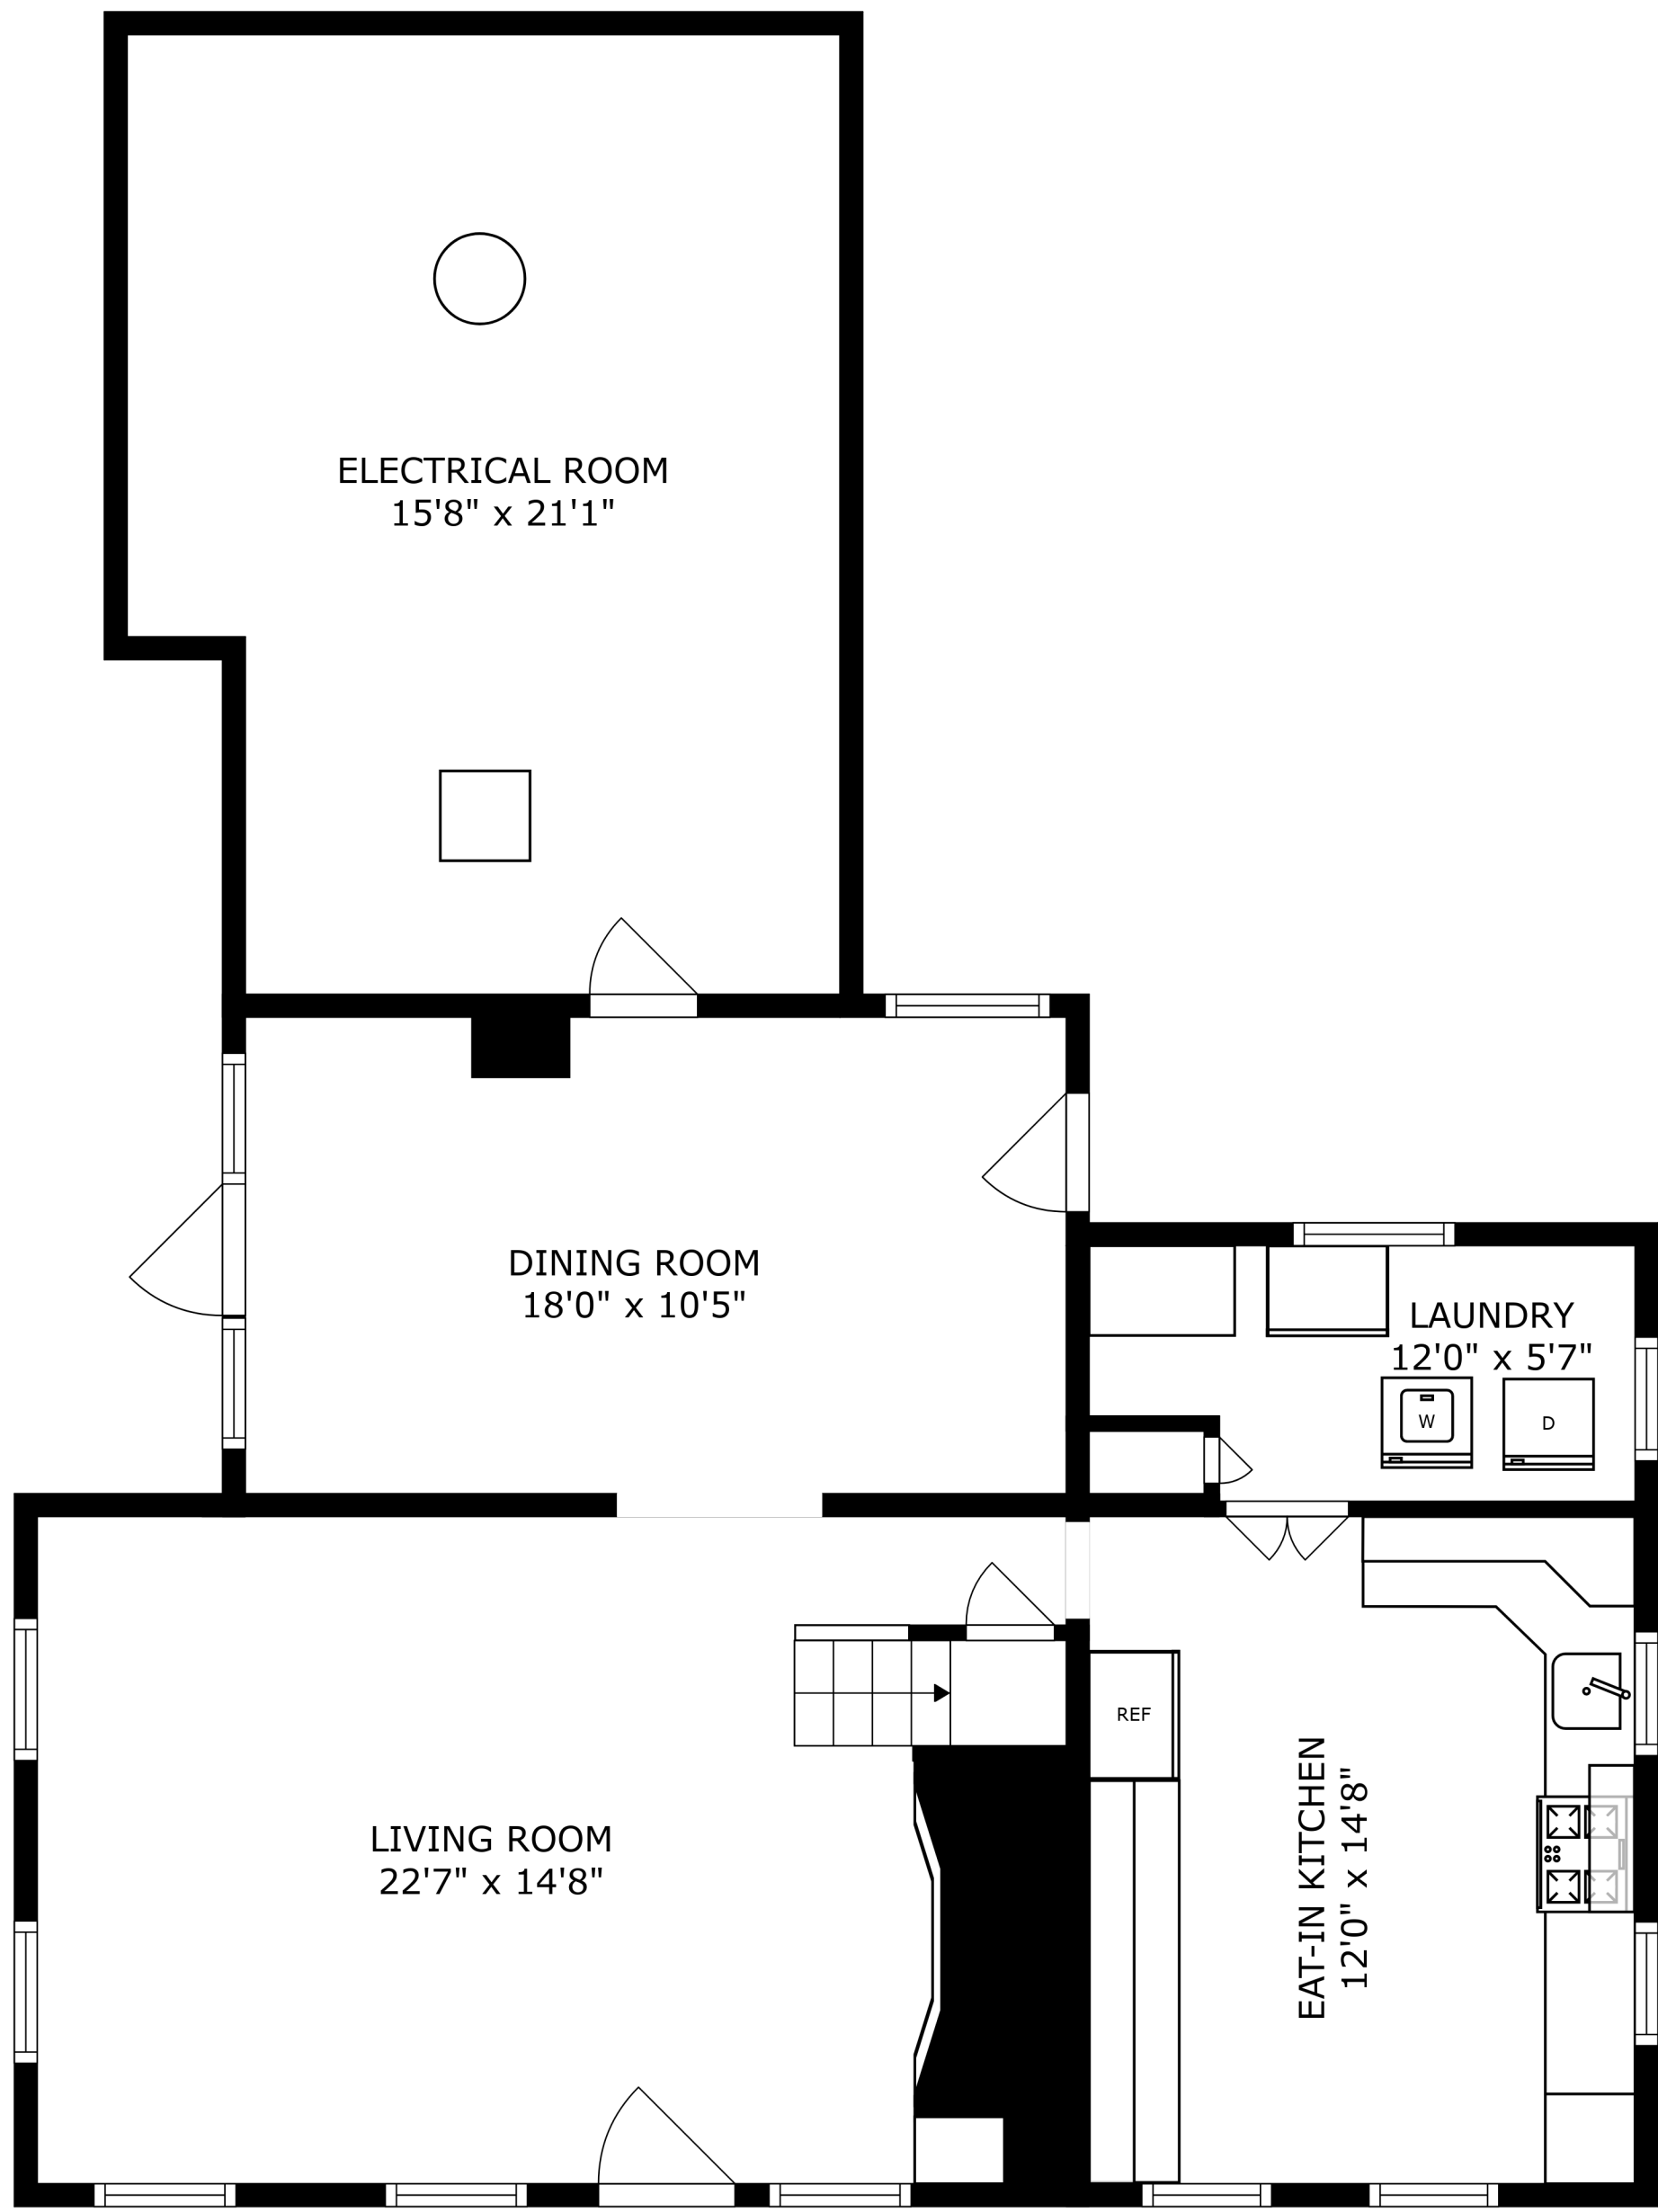 ELECTRICAL ROOM
15'8" x 21'1"
DINING ROOM
18'0" x 10'5"
LAUNDRY
12'0" x 5'7"
W
D
REF
LIVING ROOM
22'7" x 14'8"
EAT-IN KITCHEN
12'0" x 14'8"